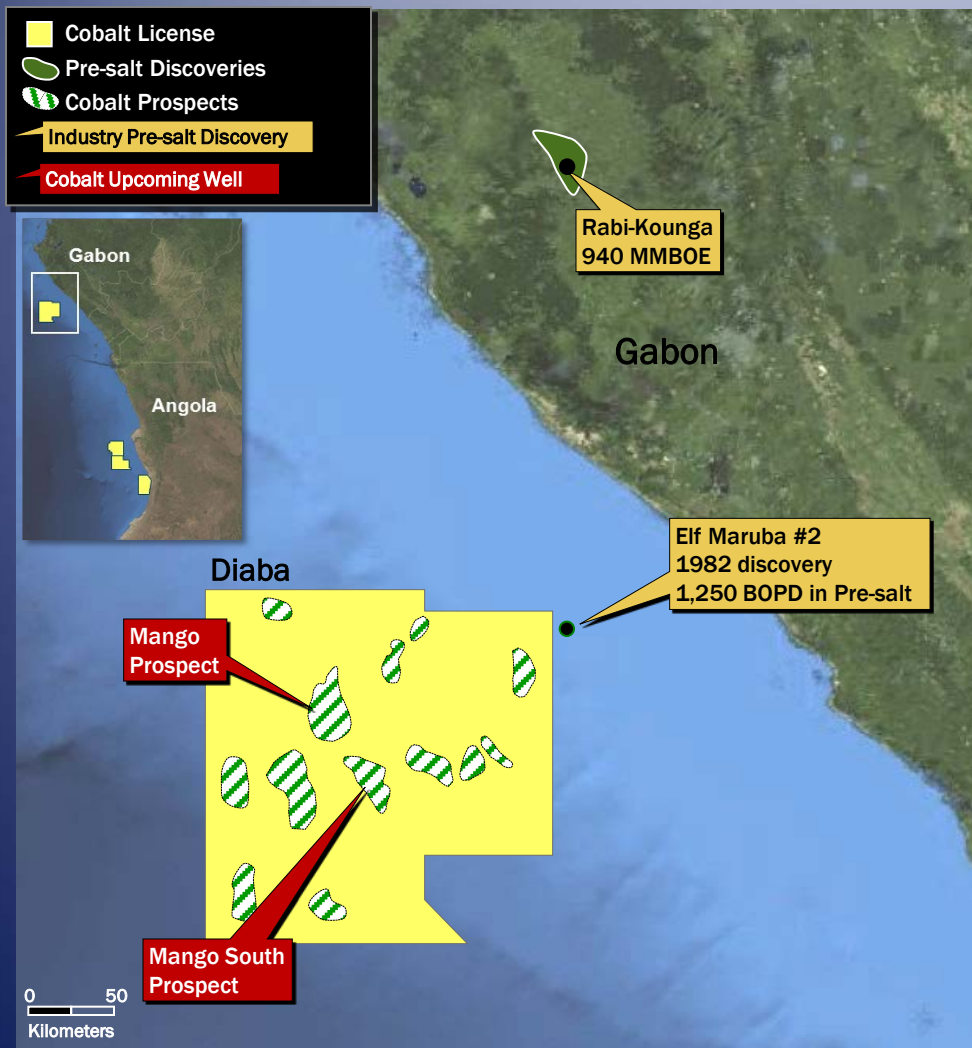 Cobalt License
Pre-salt Discoveries
Cobalt Prospects
Industry Pre-salt Discovery
Cobalt Upcoming Well
Gabon
Angola
Rabi-Kounga
940 MMBOE
Gabon
Elf Maruba #2
1982 discovery
1,250 BOPD in Pre-salt
Diaba
Mango
Prospect
Mango South
Prospect
0 50
Kilometers